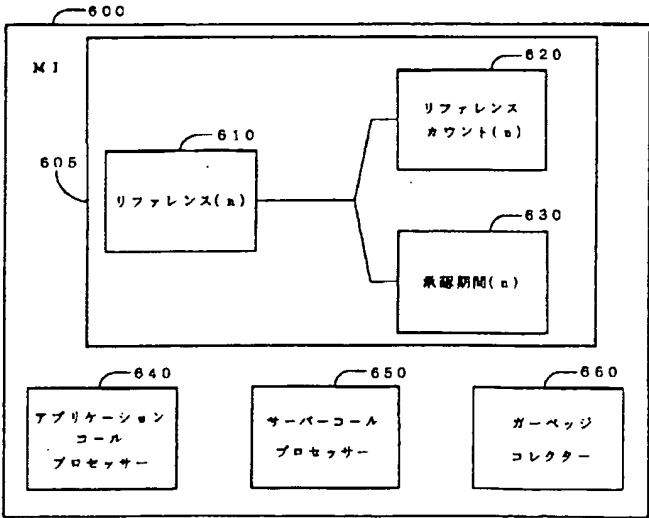 600
MI
620
リファレンス
カウント(n)
610
605
リファレンス(n)
630
承認期間(n)
640
アプリケーション
コール
プロセッサー
650
サーバーコール
プロセッサー
660
ガーベッジ
コレクター